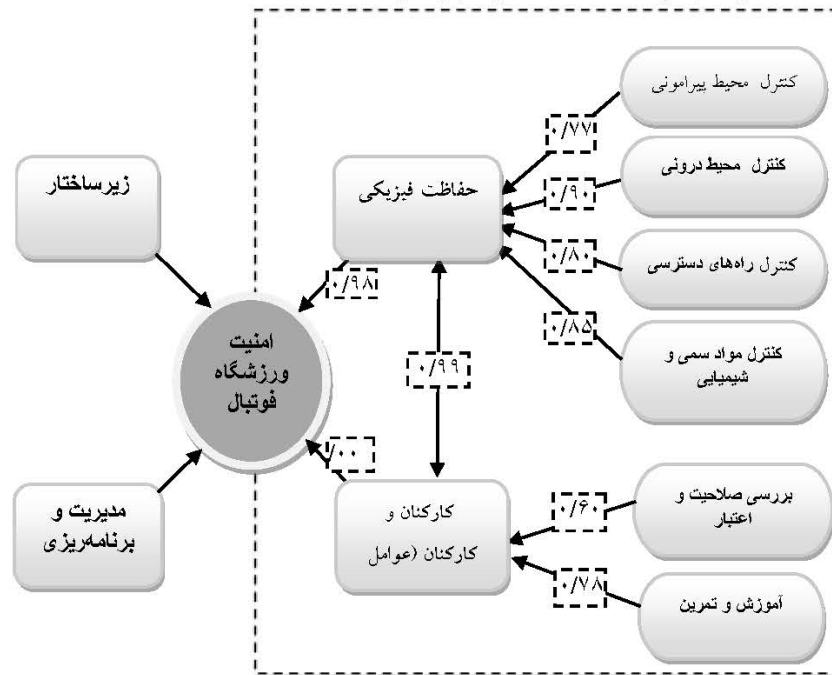 کنترل محیط پیرامونی
۰/۷۷
کنترل محیط درونی
۰/۹۰
حفاظت فیزیکی
زیرساختار
کنترل راه‌های دسترسی
۰/۸۰
۰/۹۸
کنترل مواد سمی و
شیمیایی
۰/۸۵
امنیت
ورزشگاه
فوتبال
۰/۹۹
/۰۰
بررسی صلاحیت و
اعتبار
۰/۶۰
کارکنان و
کارکنان (عوامل
مدیریت و
برنامه‌ریزی
آموزش و تمرین
۰/۷۸